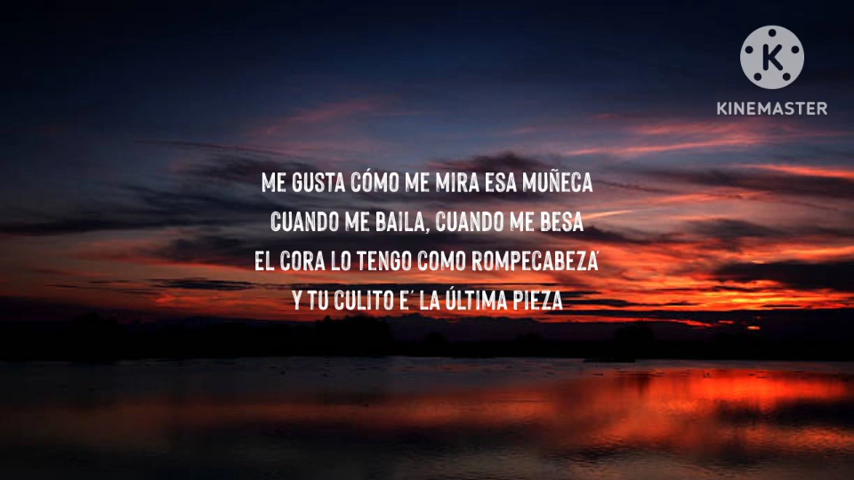 KINEMASTER
ME GUSTA CÓMO ME MIRA ESA MUÑECA
CUANDO ME BAILA, CUANDO ME BESA
EL CORA LO TENGO COMO ROMPECABEZA'
Y TU CULITO E' LA ÚLTIMA PIEZA